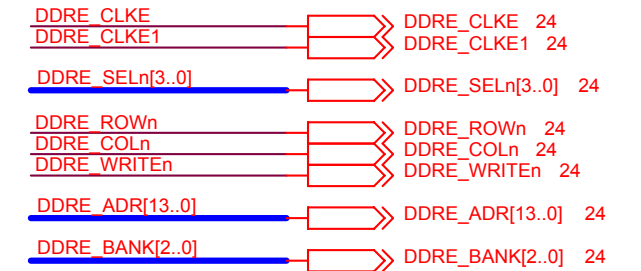 DDRE_CLKE DDRE_CLKE 24
DDRE_CLKE1 DDRE_CLKE1 24
DDRE_SELn[3..0] DDRE_SELn[3..0] 24
DDRE_ROWn DDRE_ROWn 24
DDRE_COLn DDRE_COLn 24
DDRE_WRITEn DDRE_WRITEn 24
DDRE_ADR[13..0] DDRE_ADR[13..0] 24
DDRE_BANK[2..0] DDRE_BANK[2..0] 24